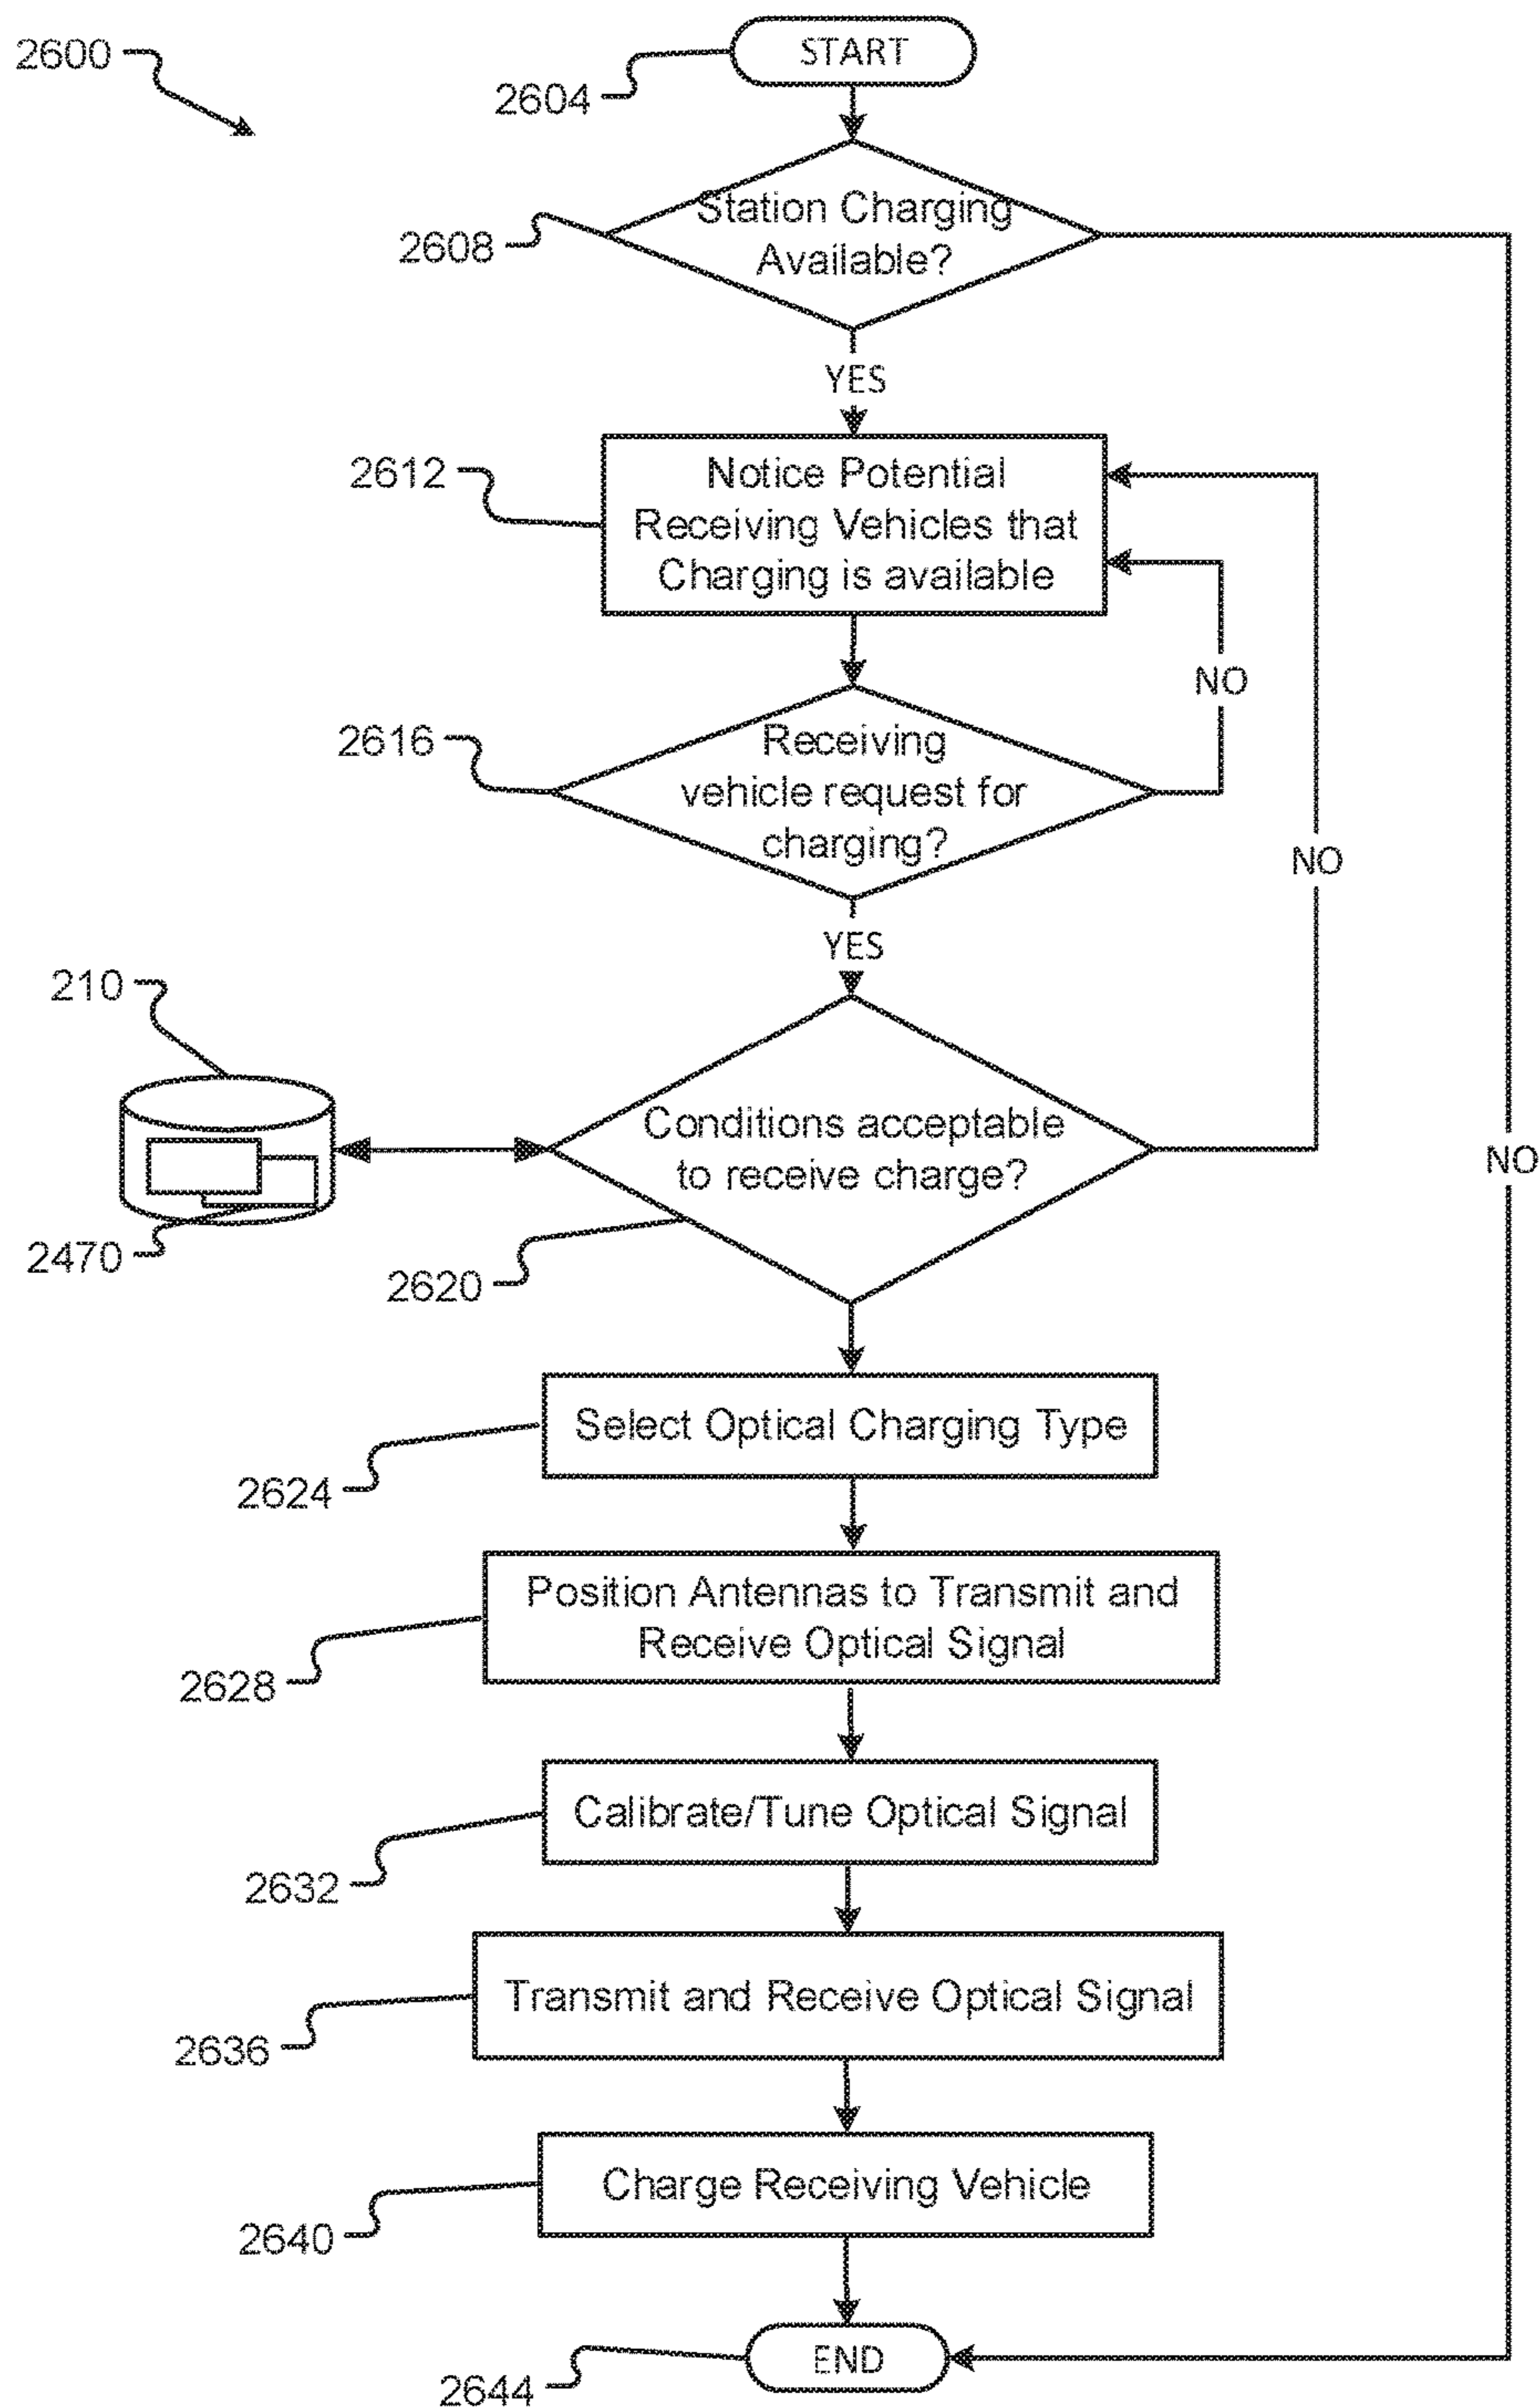 2600
START
2604
Station Charging
Available?
2608
YES
2612
Notice Potential
Receiving Vehicles that
Charging is available
NO
2616
Receiving
vehicle request for
charging?
NO
YES
210
Conditions acceptable
to receive charge?
NO
2470
2620
Select Optical Charging Type
2624
Position Antennas to Transmit and
Receive Optical Signal
2628
Calibrate/Tune Optical Signal
2632
Transmit and Receive Optical Signal
2636
Charge Receiving Vehicle
2640
END
2644